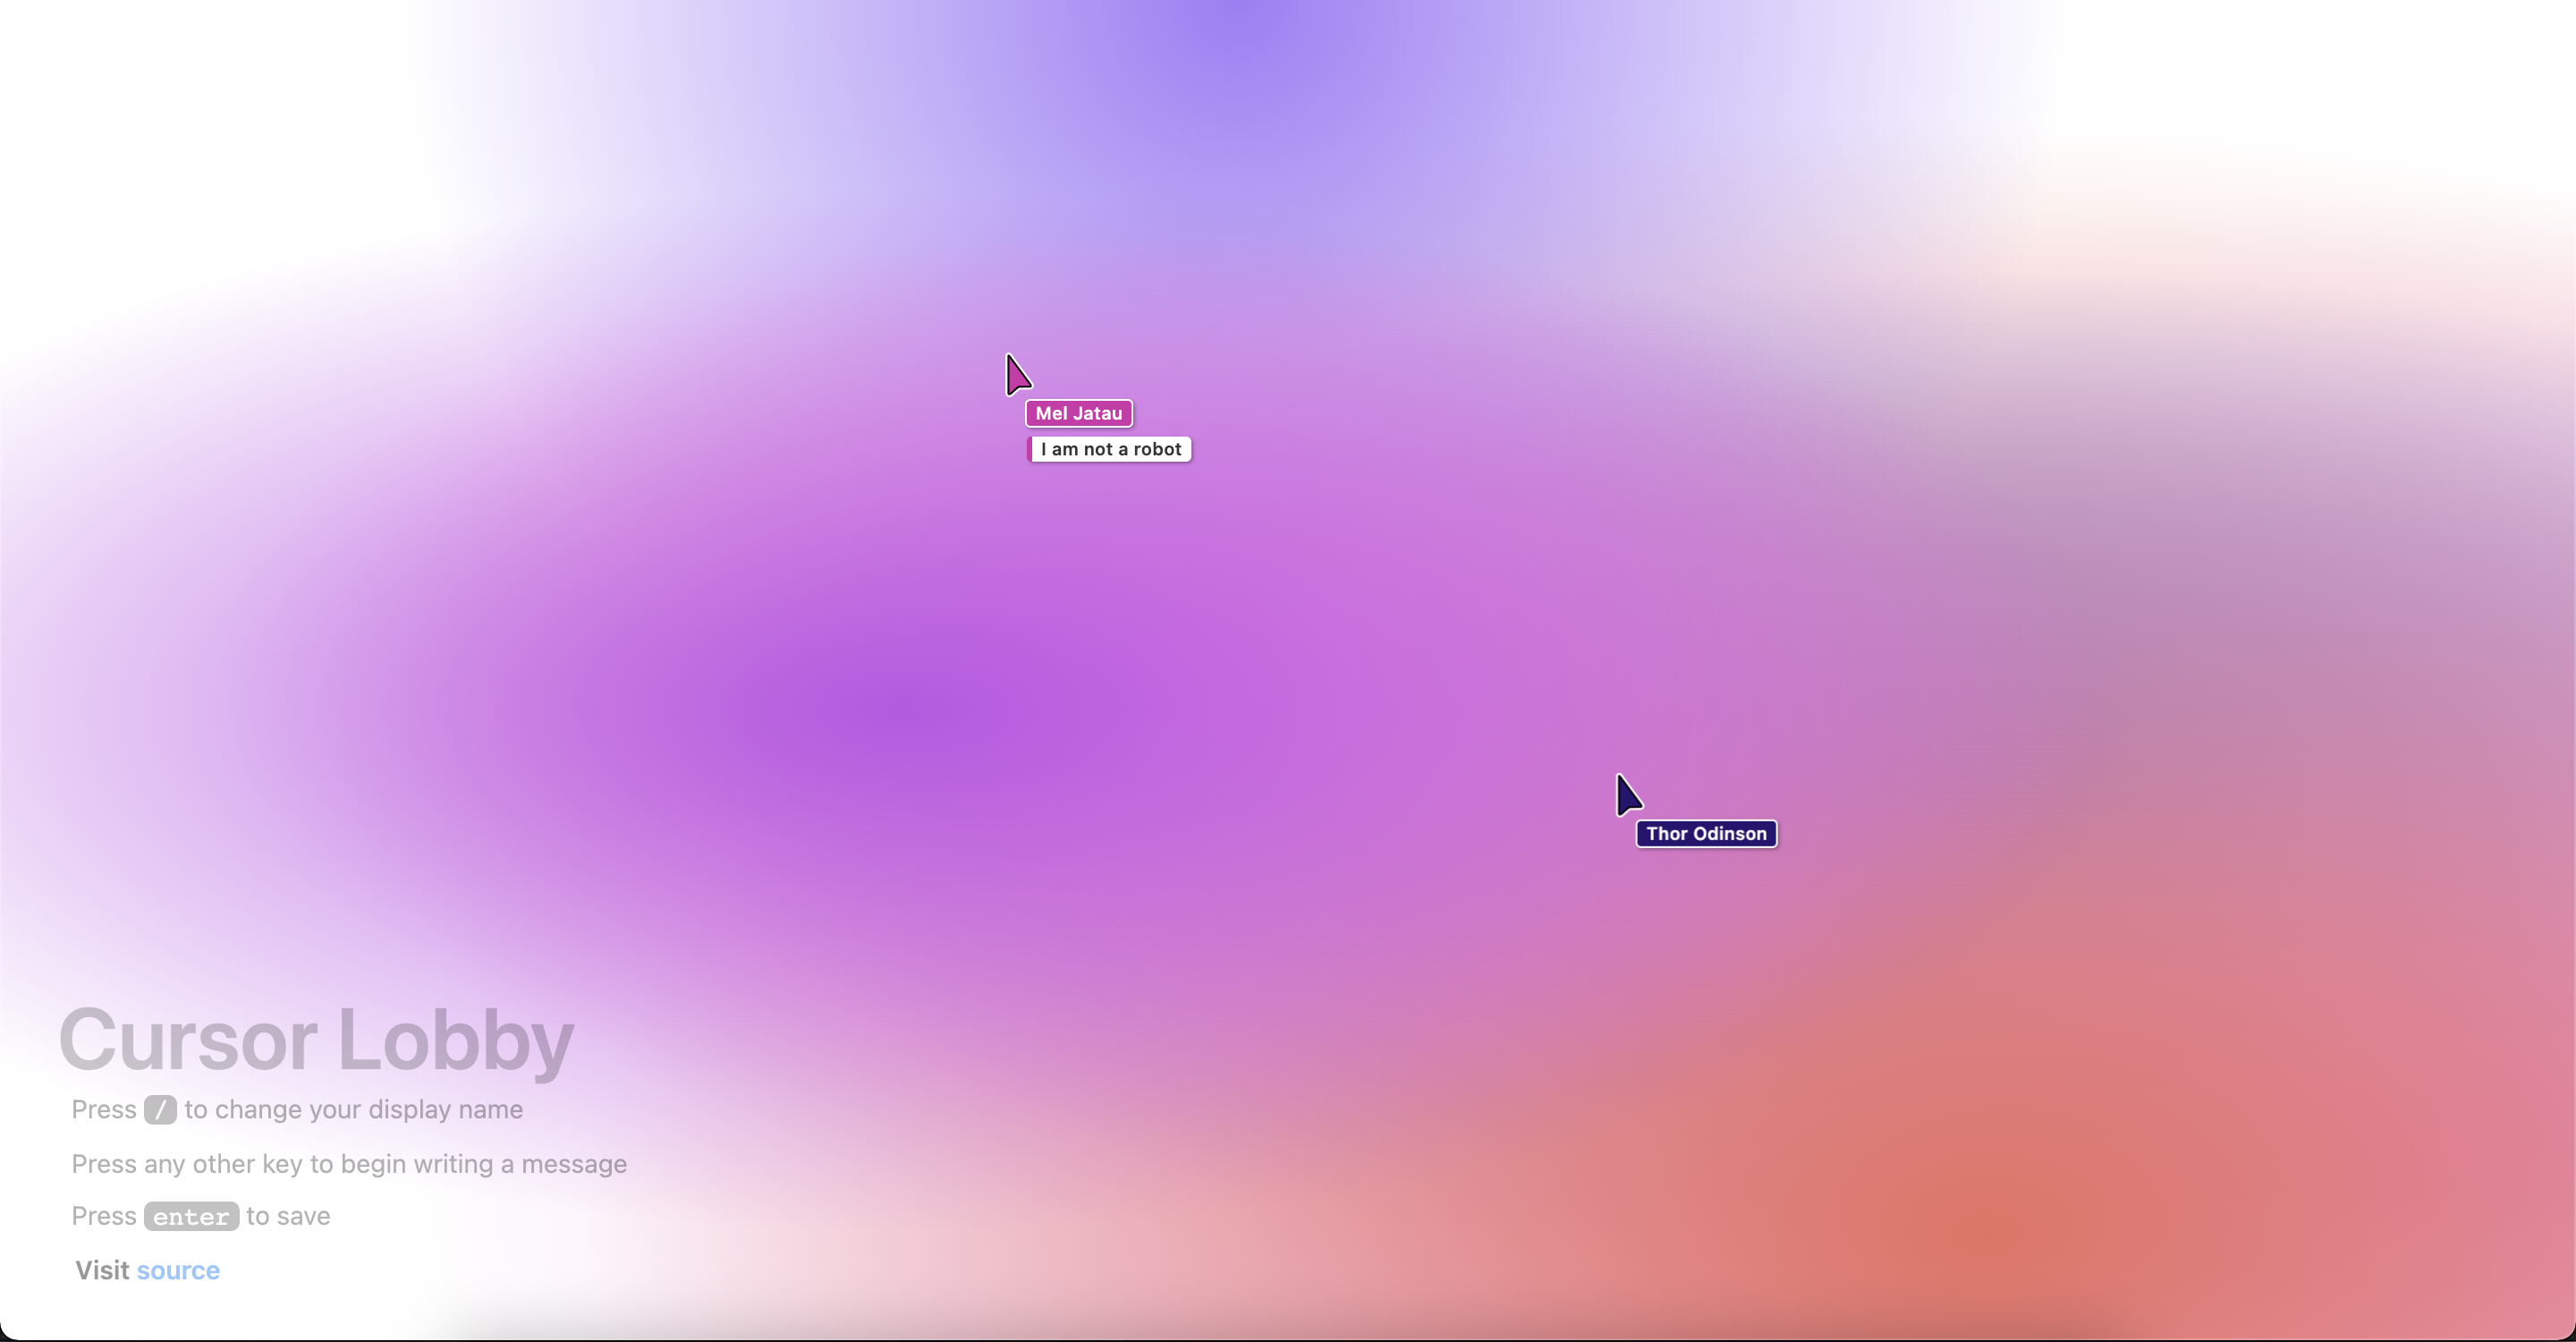 Mel Jatau
I am not a robot
Thor Odinson
Cursor Lobby
Press / to change your display name
Press any other key to begin writing a message
Press enter to save
Visit source